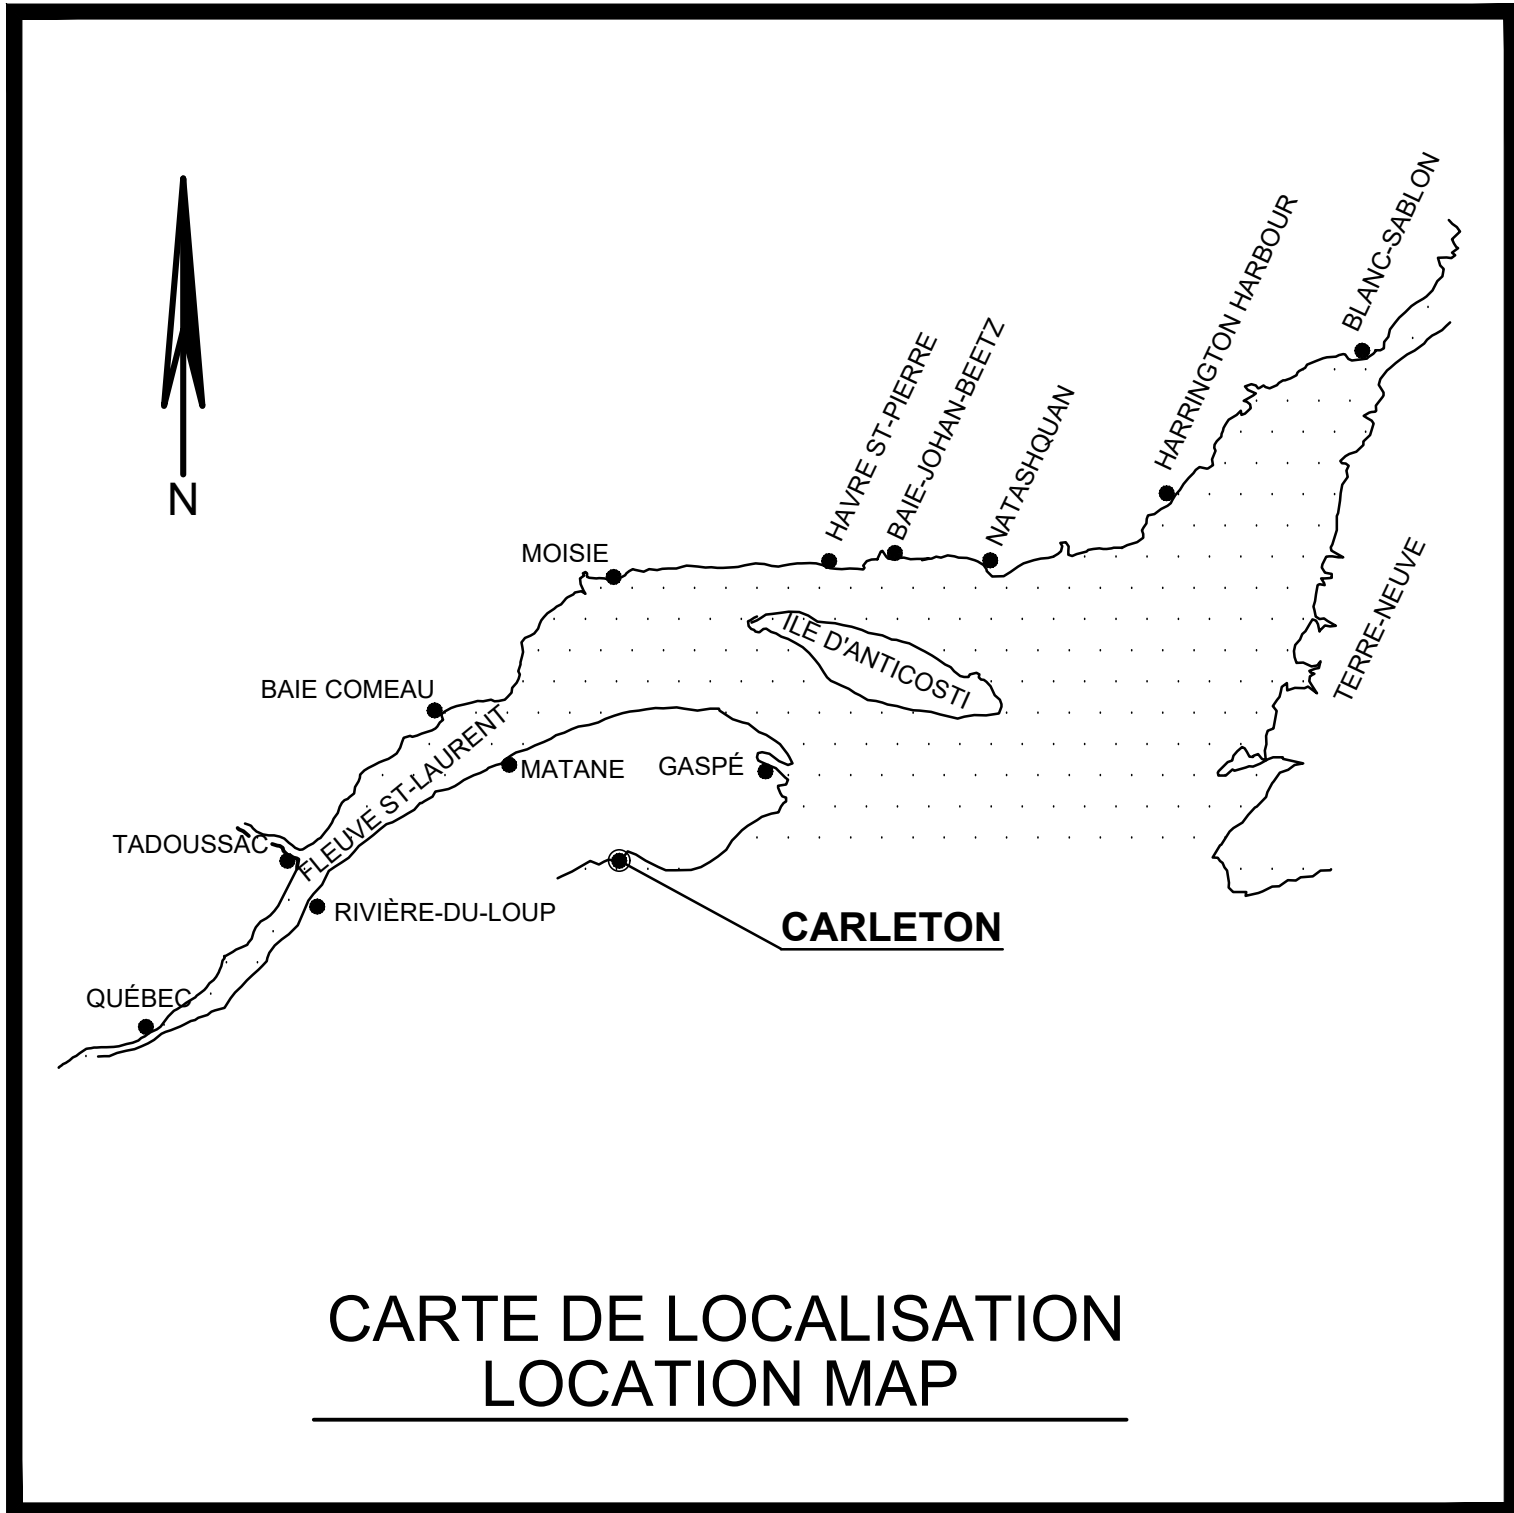 BLANC-SABLON
HARRINGTON HARBOUR
HAVRE ST-PIERRE
BAIE-JOHAN-BEETZ
NATASHQUAN
N
MOISIE
TERRE-NEUVE
ILE D'ANTICOSTI
BAIE COMEAU
FLEUVE ST-LAURENT
MATANE
GASPÉ
TADOUSSAC
RIVIÈRE-DU-LOUP
CARLETON
QUÉBEC
CARTE DE LOCALISATION
LOCATION MAP